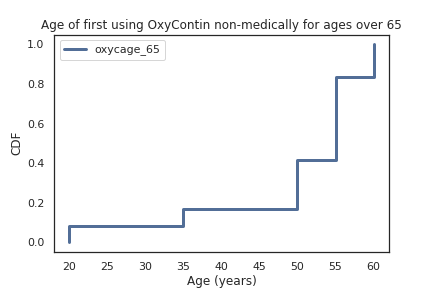 Age of first using OxyContin non-medically for ages over 65
oxycage_65
1.0
0.8
0.6
0.4
0.2
0.0
CDF
20 25 30 35 40 45 50 55 60
Age (years)